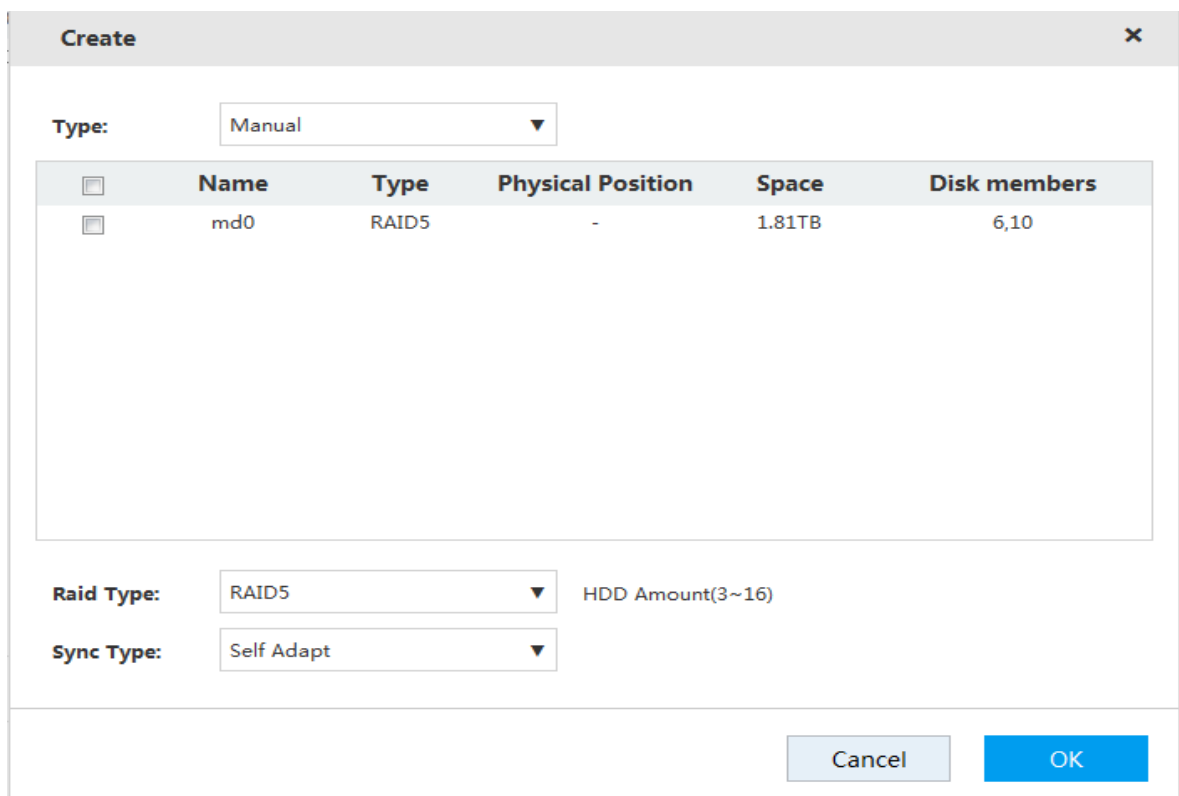 Create ×
Type: Manual ▼
Name Type Physical Position Space Disk members
md0 RAID5 - 1.81TB 6,10
Raid Type: RAID5 ▼ HDD Amount(3~16)
Sync Type: Self Adapt ▼
Cancel OK